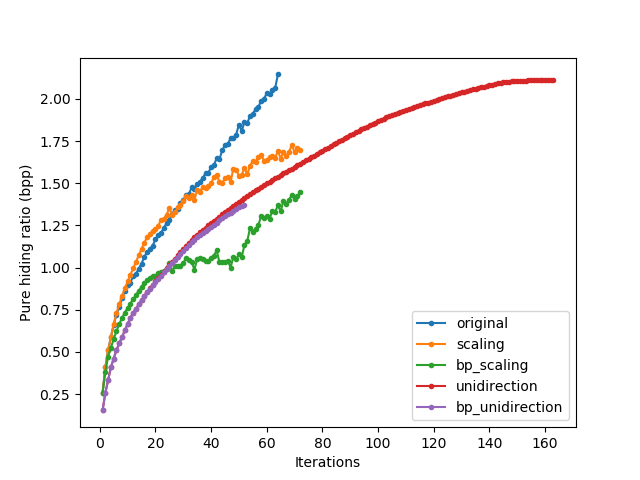 2.00
1.75
1.50
1.25
1.00
0.75
0.50
0.25
Pure hiding ratio (bpp)
original
scaling
bp_scaling
unidirection
bp_unidirection
0 20 40 60 80 100 120 140 160
Iterations